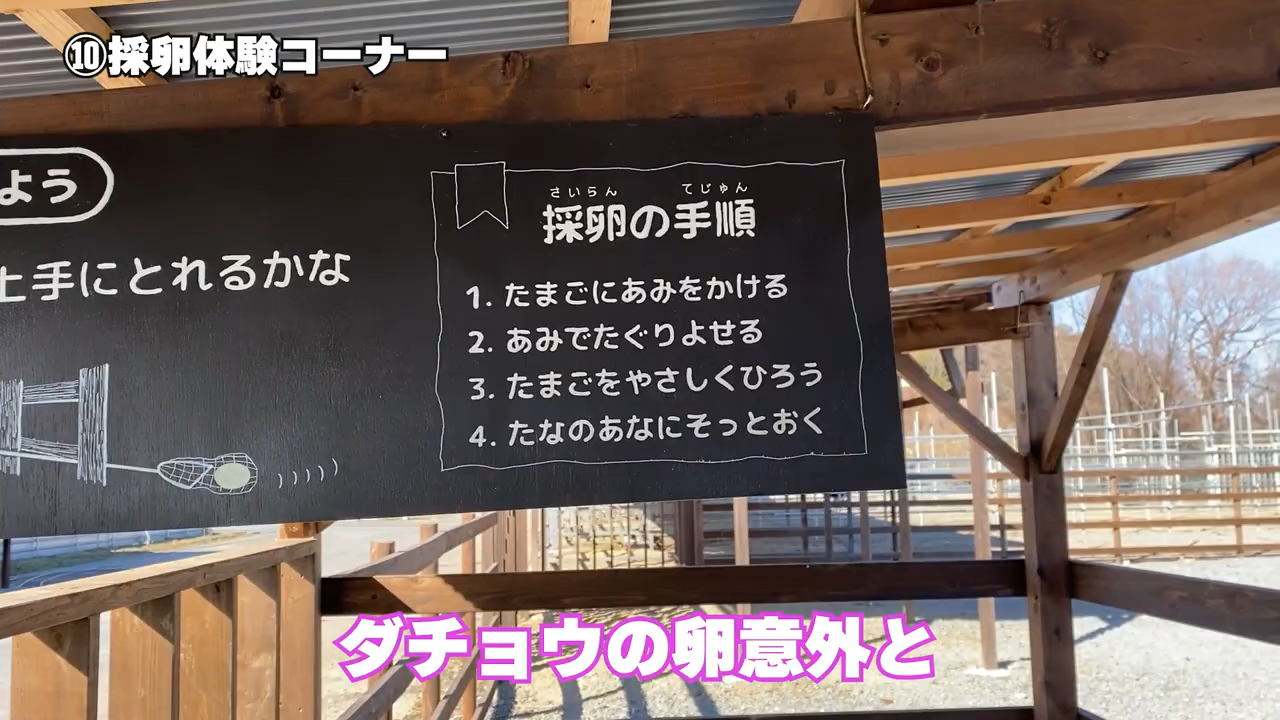 ⑩採卵体験コーナー
よう
上手にとれるかな
さいらん てじゅん
採卵の手順
1. たまごにあみをかける
2. あみでたぐりよせる
3. たまごをやさしくひろう
4. たなのあなにそっとおく
ダチョウの卵意外と